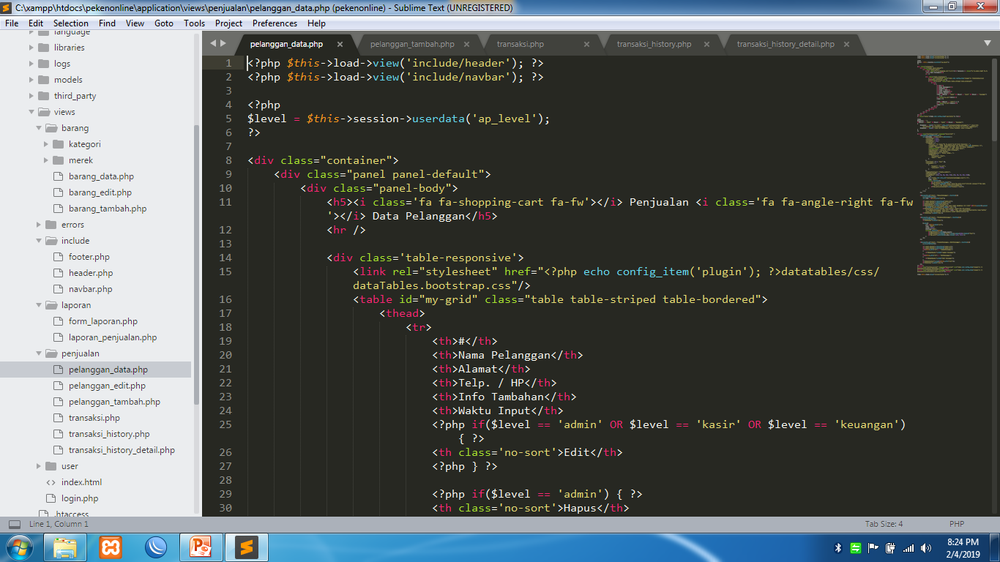 C:\xampp\htdocs\pekenonline\application\views\penjualan\pelanggan_data.php (pekenonline) - Sublime Text (UNREGISTERED)
File Edit Selection Find View Goto Tools Project Preferences Help
language
libraries
logs
models
third_party
views
barang
kategori
merek
barang_data.php
barang_edit.php
barang_tambah.php
errors
include
footer.php
header.php
navbar.php
laporan
form_laporan.php
laporan_penjualan.php
penjualan
pelanggan_data.php
pelanggan_edit.php
pelanggan_tambah.php
transaksi.php
transaksi_history.php
transaksi_history_detail.php
user
index.html
login.php
.htaccess
pelanggan_data.php × pelanggan_tambah.php × transaksi.php × transaksi_history.php × transaksi_history_detail.php ×
1 <?php $this->load->view('include/header'); ?>
2 <?php $this->load->view('include/navbar'); ?>
3
4 <?php
5 $level = $this->session->userdata('ap_level');
6 ?>
7
8 <div class="container">
9 <div class="panel panel-default">
10 <div class="panel-body">
11 <h5><i class='fa fa-shopping-cart fa-fw'></i> Penjualan <i class='fa fa-angle-right fa-fw
'></i> Data Pelanggan</h5>
12 <hr />
13
14 <div class='table-responsive'>
15 <link rel="stylesheet" href="<?php echo config_item('plugin'); ?>datatables/css/
dataTables.bootstrap.css"/>
16 <table id="my-grid" class="table table-striped table-bordered">
17 <thead>
18 <tr>
19 <th>#</th>
20 <th>Nama Pelanggan</th>
21 <th>Alamat</th>
22 <th>Telp. / HP</th>
23 <th>Info Tambahan</th>
24 <th>Waktu Input</th>
25 <?php if($level == 'admin' OR $level == 'kasir' OR $level == 'keuangan')
{ ?>
26 <th class='no-sort'>Edit</th>
27 <?php } ?>
28
29 <?php if($level == 'admin') { ?>
30 <th class='no-sort'>Hapus</th>
Line 1, Column 1 Tab Size: 4 PHP
8:24 PM
2/4/2019